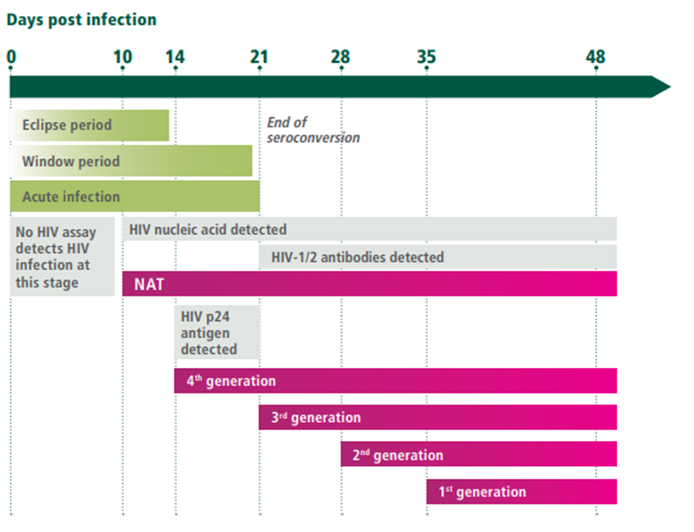 Days post infection
0 10 14 21 28 35 48
Eclipse period
End of
seroconversion
Window period
Acute infection
No HIV assay
detects HIV
infection at
this stage
HIV nucleic acid detected
HIV-1/2 antibodies detected
NAT
HIV p24
antigen
detected
4th generation
3rd generation
2nd generation
1st generation